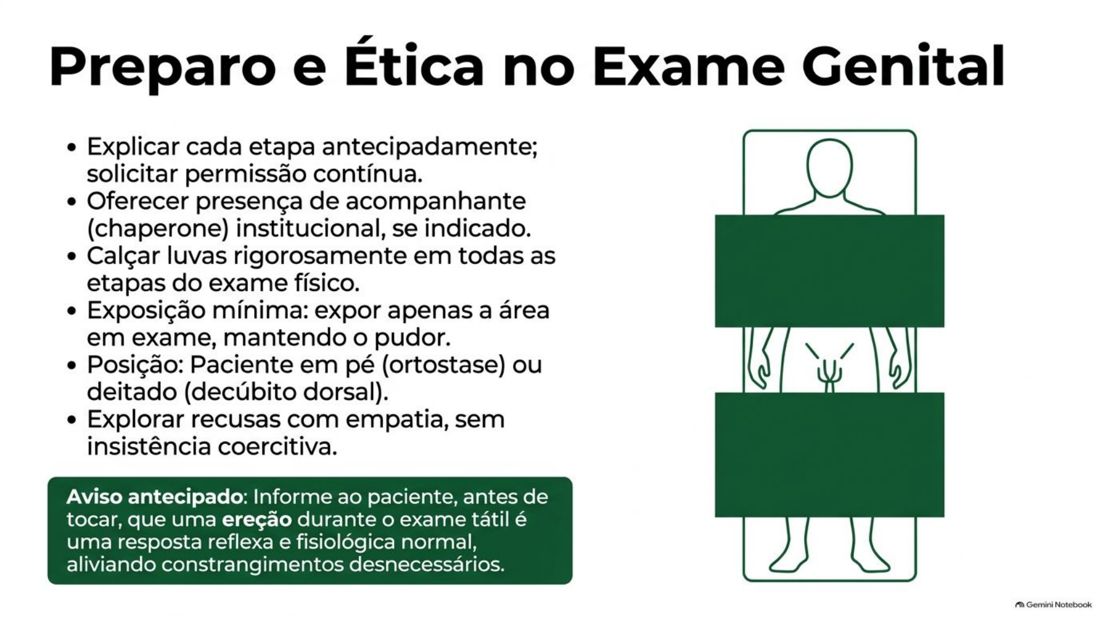 Preparo e Ética no Exame Genital
• Explicar cada etapa antecipadamente;
solicitar permissão contínua.
• Oferecer presença de acompanhante
(chaperone) institucional, se indicado.
• Calçar luvas rigorosamente em todas as
etapas do exame físico.
• Exposição mínima: expor apenas a área
em exame, mantendo o pudor.
• Posição: Paciente em pé (ortostase) ou
deitado (decúbito dorsal).
• Explorar recusas com empatia, sem
insistência coercitiva.
Aviso antecipado: Informe ao paciente, antes de
tocar, que uma ereção durante o exame tátil é
uma resposta reflexa e fisiológica normal,
aliviando constrangimentos desnecessários.
Gemini Notebook